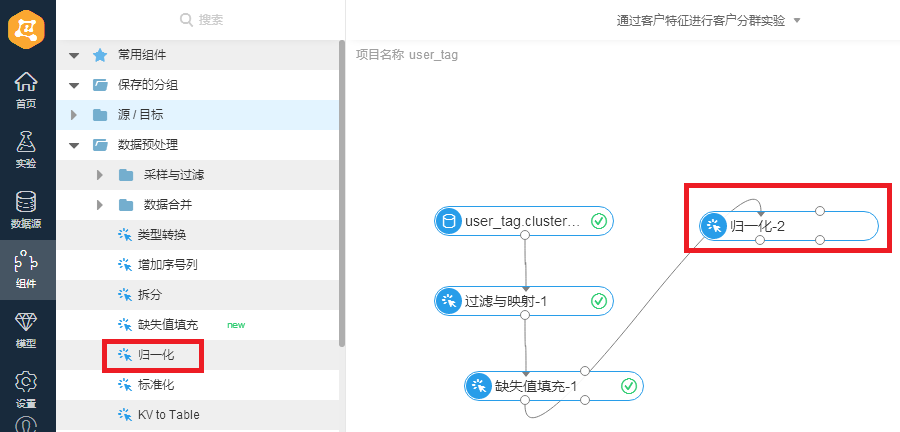 搜索
通过客户特征进行客户分群实验
项目名称 user_tag
首页
实验
数据源
组件
模型
设置
常用组件
保存的分组
源 / 目标
数据预处理
采样与过滤
数据合并
类型转换
增加序号列
拆分
缺失值填充 new
归一化
标准化
KV to Table
user_tag.cluster…
过滤与映射-1
缺失值填充-1
归一化-2